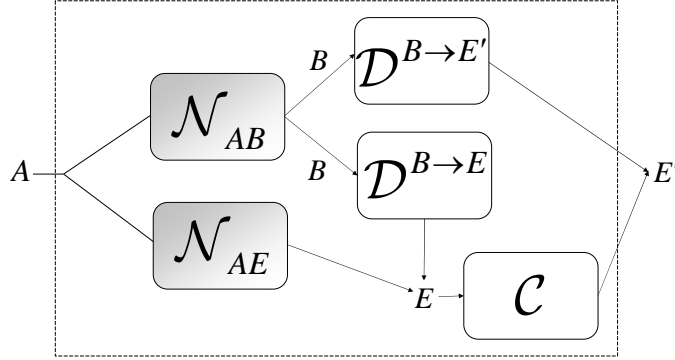 B
𝒟^{B→E'}
𝒩_{AB}
A
B
𝒟^{B→E}
E'
𝒩_{AE}
E
𝒞